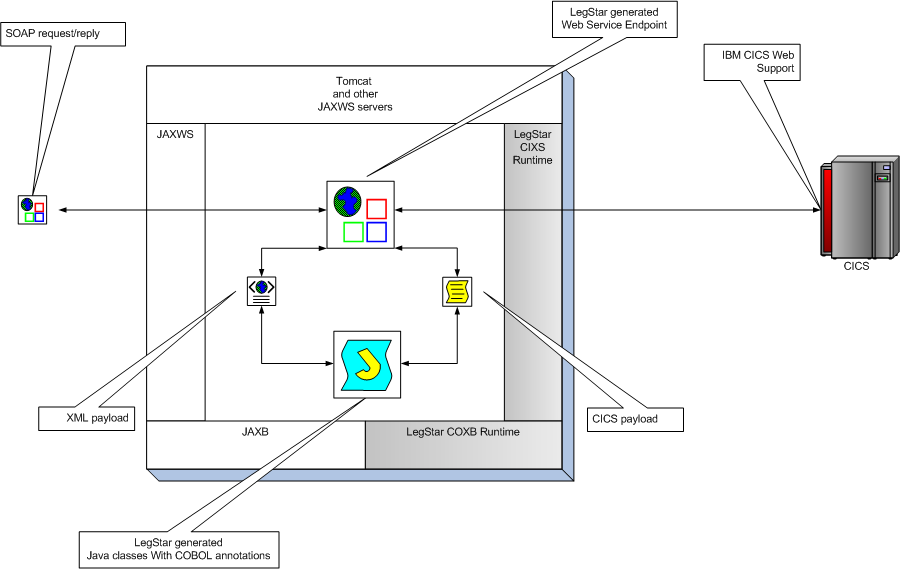 LegStar generated
Web Service Endpoint
SOAP request/reply
IBM CICS Web
Support
Tomcat
and other
JAXWS servers
JAXWS
LegStar
CIXS
Runtime
CICS
XML payload
CICS payload
JAXB
LegStar COXB Runtime
LegStar generated
Java classes With COBOL annotations